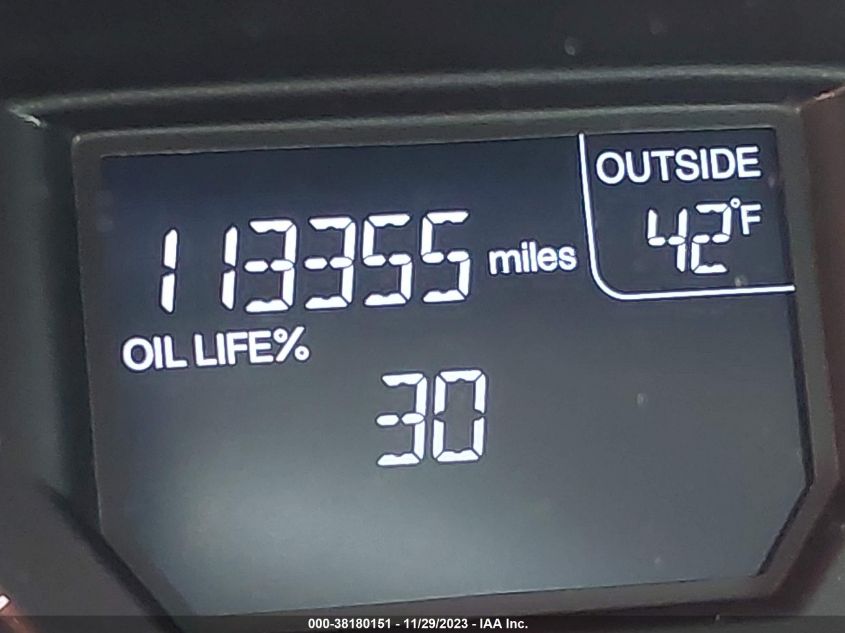 OUTSIDE
113355 miles 42°F
OIL LIFE%
30
000-38180151 - 11/29/2023 - IAA Inc.